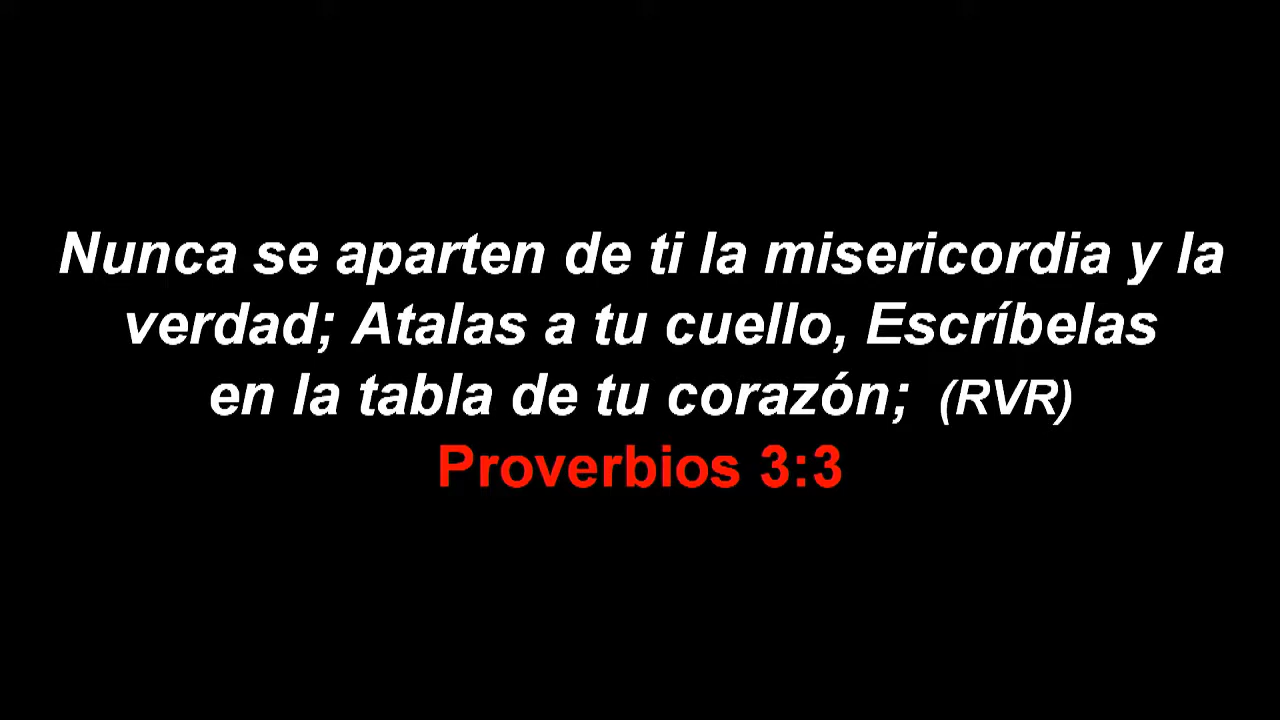 Nunca se aparten de ti la misericordia y la
verdad; Atalas a tu cuello, Escríbelas
en la tabla de tu corazón; (RVR)
Proverbios 3:3